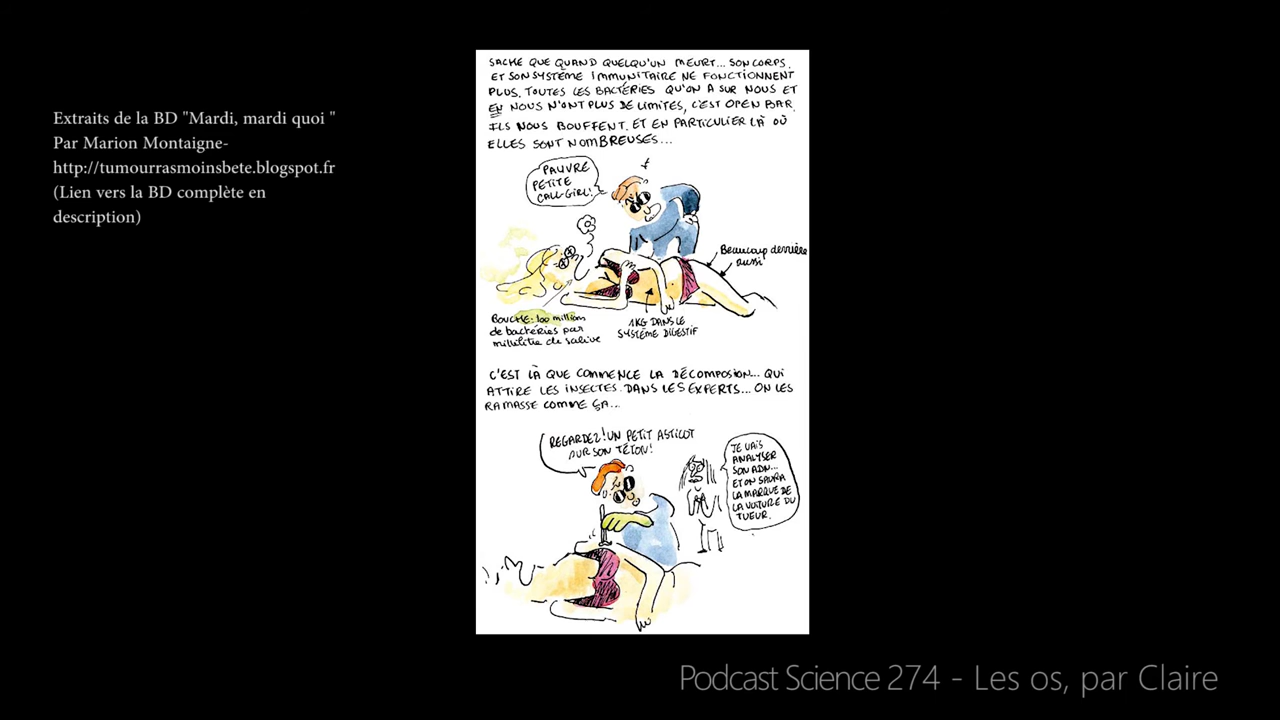 Extraits de la BD "Mardi, mardi quoi "
Par Marion Montaigne-
http://tumourrasmoinsbete.blogspot.fr
(Lien vers la BD complète en
description)
SACHE QUE QUAND QUELQU'UN MEURT... SON CORPS.
ET SON SYSTÈME IMMUNITAIRE NE FONCTIONNENT
PLUS. TOUTES LES BACTÉRIES QU'ON A SUR NOUS ET
EN NOUS N'ONT PLUS DE LIMITES, C'EST OPEN BAR.
ILS NOUS BOUFFENT. ET EN PARTICULIER LÀ OÙ
ELLES SONT NOMBREUSES...
PAUVRE
PETITE
CALL-GIRL!
Beaucoup derrière
aussi
BOUCHE: 100 millions
de bactéries par
millilitre de salive
1KG DANS LE
SYSTÈME DIGESTIF
C'EST LÀ QUE COMMENCE LA DÉCOMPOSION... QUI
ATTIRE LES INSECTES. DANS LES EXPERTS... ON LES
RAMASSE COMME ÇA...
REGARDEZ! UN PETIT ASTICOT
SUR SON TÉTON!
JE VAIS
ANALYSER
SON ADN...
ET ON SAURA
LA MARQUE DE
LA VOITURE DU
TUEUR.
Podcast Science 274 - Les os, par Claire